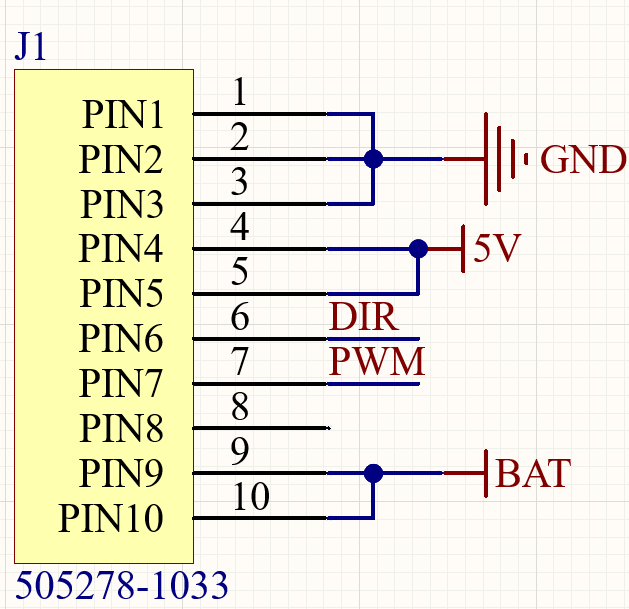 J1
PIN1 1
PIN2 2 GND
PIN3 3
PIN4 4 5V
PIN5 5
PIN6 6 DIR
PIN7 7 PWM
PIN8 8
PIN9 9 BAT
PIN10 10
505278-1033